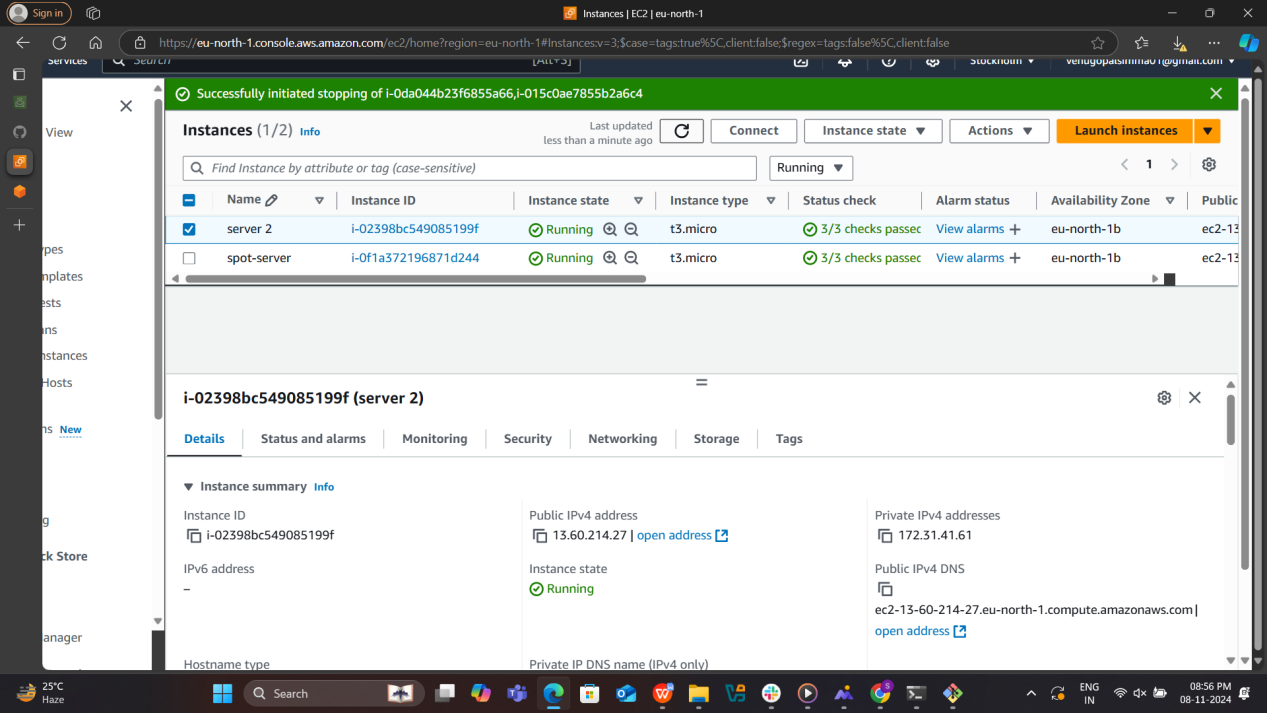 Sign in
Instances | EC2 | eu-north-1
https://eu-north-1.console.aws.amazon.com/ec2/home?region=eu-north-1#Instances:v=3;$case=tags:true%5C,client:false;$regex=tags:false%5C,client:false
Services Search [Alt+S] Stockholm venugopalsimma01@gmail.com
Successfully initiated stopping of i-0da044b23f6855a66,i-015c0ae7855b2a6c4
View
ypes
mplates
ests
ns
nstances
Hosts
ns New
g
ck Store
anager
Instances (1/2) Info
Last updated
less than a minute ago
Connect Instance state Actions Launch instances
Find Instance by attribute or tag (case-sensitive) Running 1
Name Instance ID Instance state Instance type Status check Alarm status Availability Zone Public
server 2 i-02398bc549085199f Running t3.micro 3/3 checks passec View alarms + eu-north-1b ec2-13
spot-server i-0f1a372196871d244 Running t3.micro 3/3 checks passec View alarms + eu-north-1b ec2-13
i-02398bc549085199f (server 2)
Details Status and alarms Monitoring Security Networking Storage Tags
Instance summary Info
Instance ID
i-02398bc549085199f
Public IPv4 address
13.60.214.27 | open address
Private IPv4 addresses
172.31.41.61
IPv6 address
–
Instance state
Running
Public IPv4 DNS
ec2-13-60-214-27.eu-north-1.compute.amazonaws.com |
open address
Hostname type
Private IP DNS name (IPv4 only)
25°C
Haze
Search
ENG
IN
08:56 PM
08-11-2024